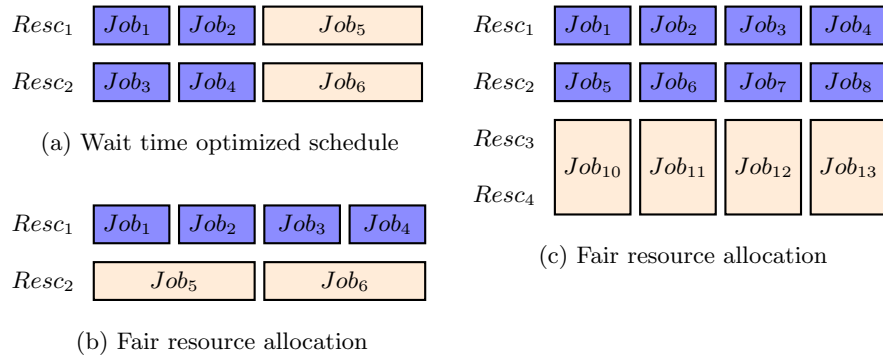 Resc1 Job1 Job2 Job5
Resc2 Job3 Job4 Job6
(a) Wait time optimized schedule
Resc1 Job1 Job2 Job3 Job4
Resc2 Job5 Job6
(b) Fair resource allocation
Resc1 Job1 Job2 Job3 Job4
Resc2 Job5 Job6 Job7 Job8
Resc3
Job10 Job11 Job12 Job13
Resc4
(c) Fair resource allocation